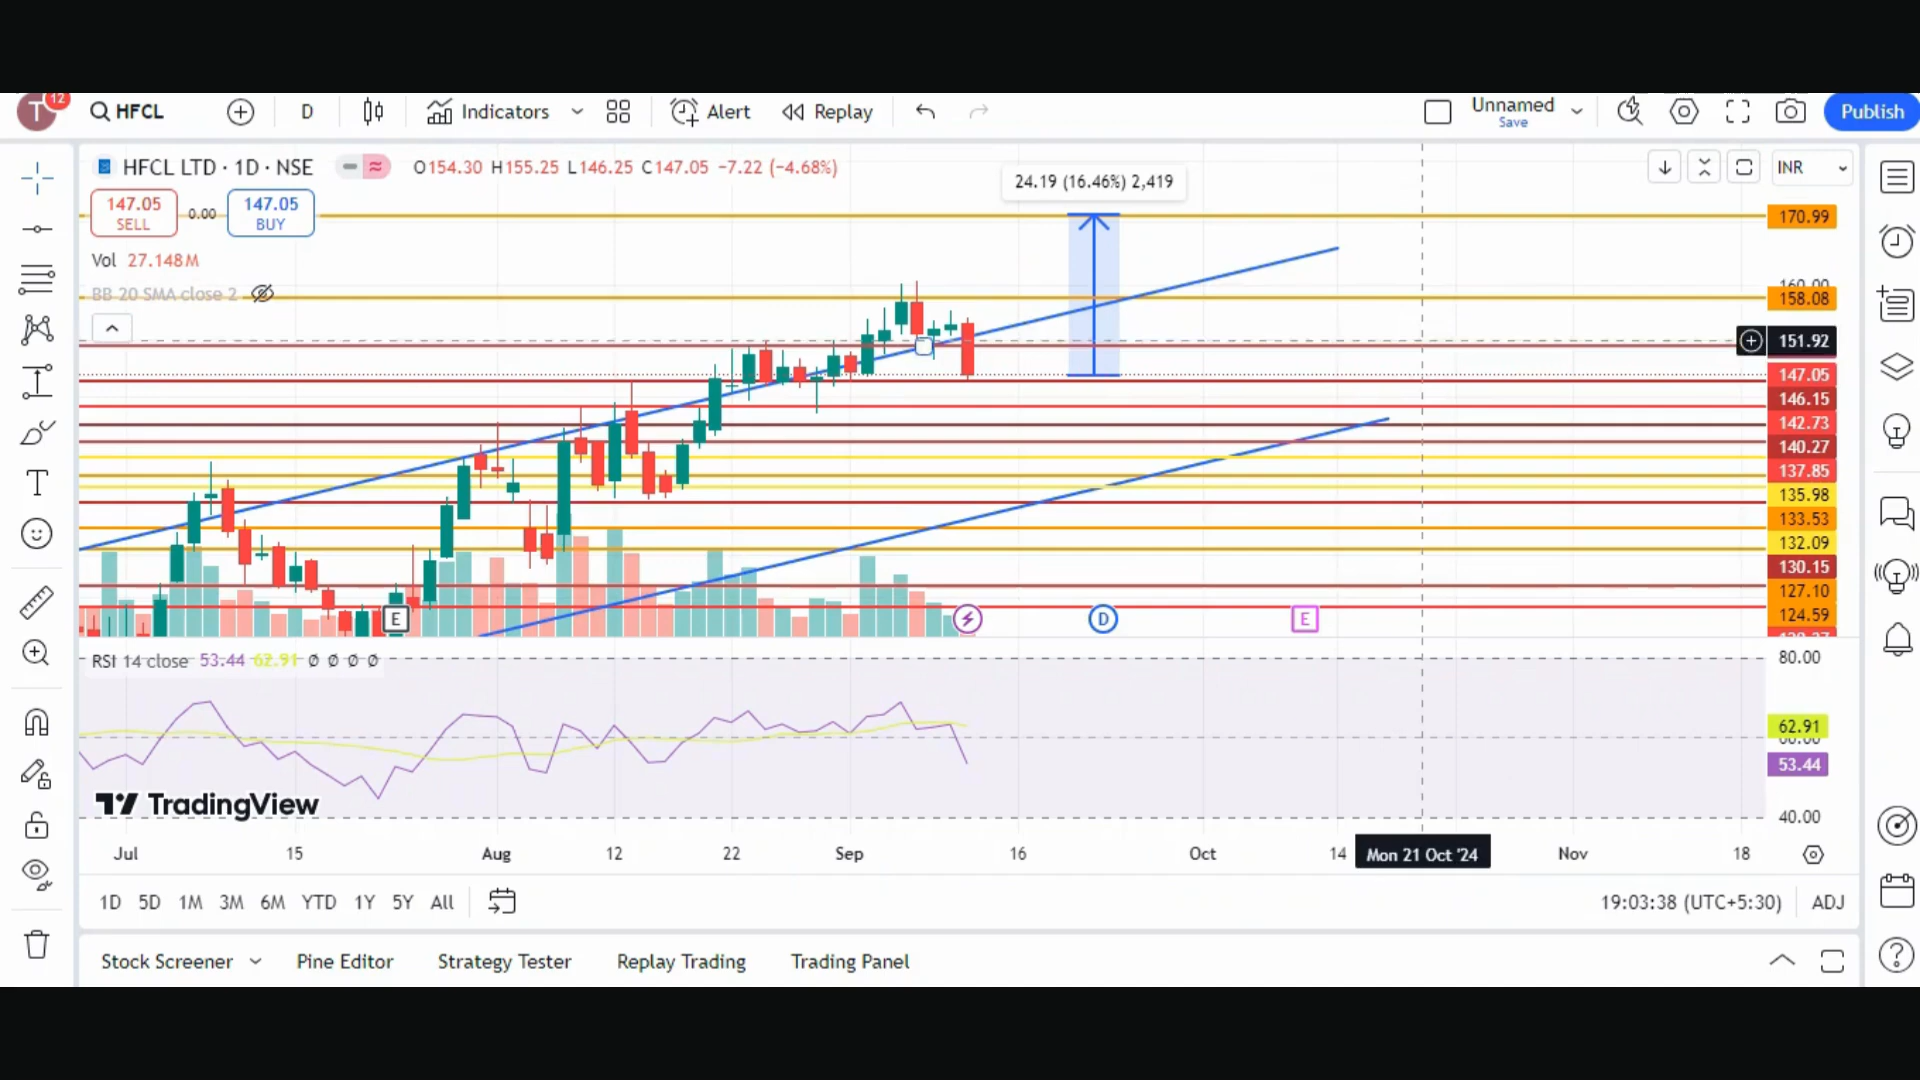 T 12 HFCL D Indicators Alert Replay Unnamed Save Publish
HFCL LTD · 1D · NSE O154.30 H155.25 L146.25 C147.05 −7.22 (−4.68%)
INR
24.19 (16.46%) 2,419
147.05 SELL 0.00 147.05 BUY
Vol 27.148M
BB 20 SMA close 2
170.99
160.00
158.08
151.92
147.05
146.15
142.73
140.27
137.85
135.98
133.53
132.09
130.15
127.10
124.59
E D E
RSI 14 close 53.44 62.91 Ø Ø Ø Ø
80.00
62.91
60.00
53.44
40.00
TradingView
Jul 15 Aug 12 22 Sep 16 Oct 14 Mon 21 Oct '24 Nov 18
1D 5D 1M 3M 6M YTD 1Y 5Y All 19:03:38 (UTC+5:30) ADJ
Stock Screener Pine Editor Strategy Tester Replay Trading Trading Panel